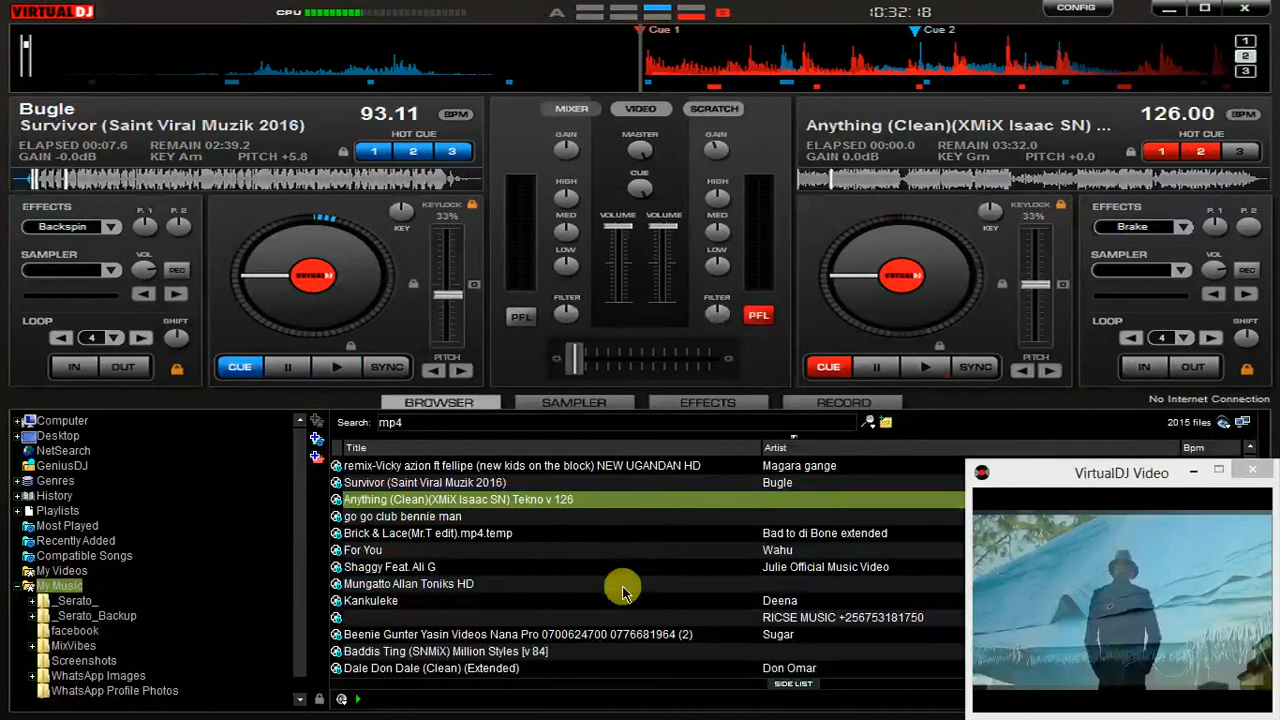 VIRTUALDJ
CPU
A
B
10:32:18
CONFIG
Cue 1
Cue 2
1
2
3
Bugle
Survivor (Saint Viral Muzik 2016)
93.11
BPM
ELAPSED 00:07.6
REMAIN 02:39.2
GAIN -0.0dB
KEY Am
PITCH +5.8
HOT CUE
1 2 3
MIXER
VIDEO
SCRATCH
Anything (Clean)(XMiX Isaac SN) ...
126.00
BPM
ELAPSED 00:00.0
REMAIN 03:32.0
GAIN -0.0dB
KEY Gm
PITCH +0.0
HOT CUE
1 2 3
EFFECTS
P. 1
P. 2
Backspin
SAMPLER
VOL
REC
LOOP
4
SHIFT
IN
OUT
KEY
KEYLOCK
33%
VIRTUALDJ
CUE
SYNC
PITCH
GAIN
MASTER
GAIN
CUE
HIGH
HIGH
MED
VOLUME
VOLUME
MED
LOW
LOW
FILTER
FILTER
PFL
PFL
KEY
KEYLOCK
33%
VIRTUALDJ
CUE
SYNC
PITCH
EFFECTS
P. 1
P. 2
Brake
SAMPLER
VOL
REC
LOOP
4
SHIFT
IN
OUT
BROWSER
SAMPLER
EFFECTS
RECORD
No Internet Connection
Computer
Desktop
NetSearch
GeniusDJ
Genres
History
Playlists
Most Played
Recently Added
Compatible Songs
My Videos
My Music
_Serato_
_Serato_Backup
facebook
MixVibes
Screenshots
WhatsApp Images
WhatsApp Profile Photos
Search: mp4
2015 files
Title
Artist
Bpm
remix-Vicky azion ft fellipe (new kids on the block) NEW UGANDAN HD
Magara gange
Survivor (Saint Viral Muzik 2016)
Bugle
Anything (Clean)(XMiX Isaac SN) Tekno v 126
go go club bennie man
Brick & Lace(Mr.T edit).mp4.temp
Bad to di Bone extended
For You
Wahu
Shaggy Feat. Ali G
Julie Official Music Video
Mungatto Allan Toniks HD
Kankuleke
Deena
RICSE MUSIC +256753181750
Beenie Gunter Yasin Videos Nana Pro 0700624700 0776681964 (2)
Sugar
Baddis Ting (SNMiX) Million Styles [v 84]
Dale Don Dale (Clean) (Extended)
Don Omar
SIDE LIST
VirtualDJ Video